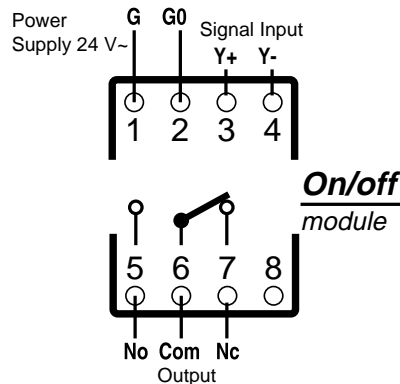 Power
Supply 24 V~
G G0
Signal Input
Y+ Y-
1 2 3 4
On/off
module
5 6 7 8
No Com Nc
Output